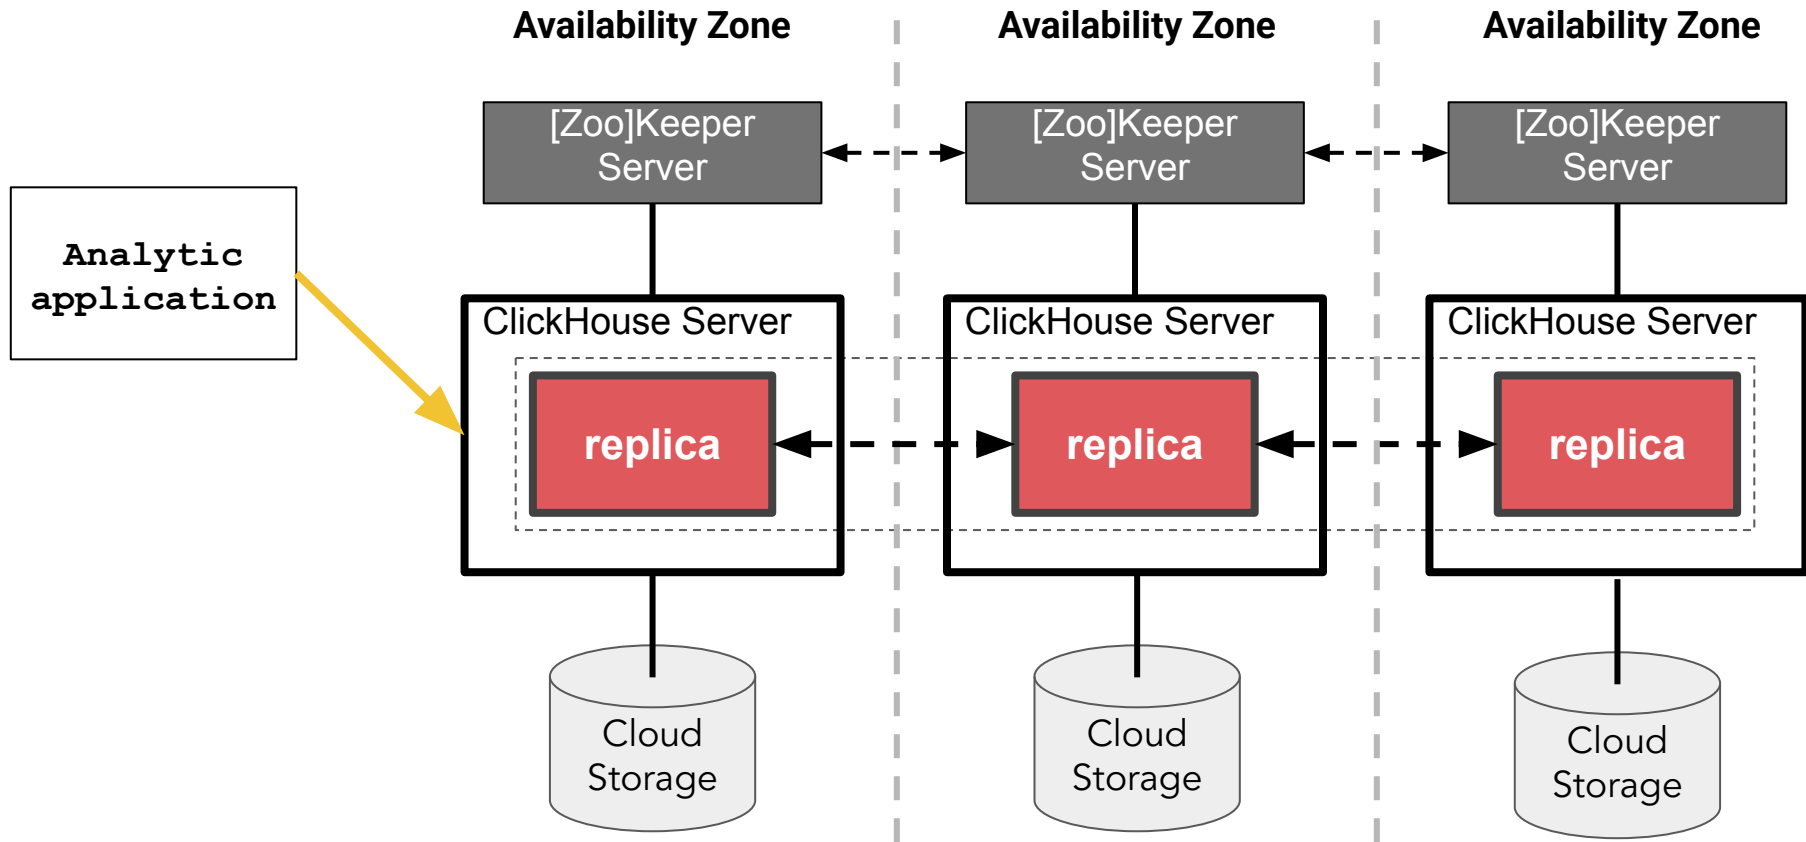 Availability Zone
Availability Zone
Availability Zone
[Zoo]Keeper
Server
[Zoo]Keeper
Server
[Zoo]Keeper
Server
Analytic
application
ClickHouse Server
ClickHouse Server
ClickHouse Server
replica
replica
replica
Cloud
Storage
Cloud
Storage
Cloud
Storage